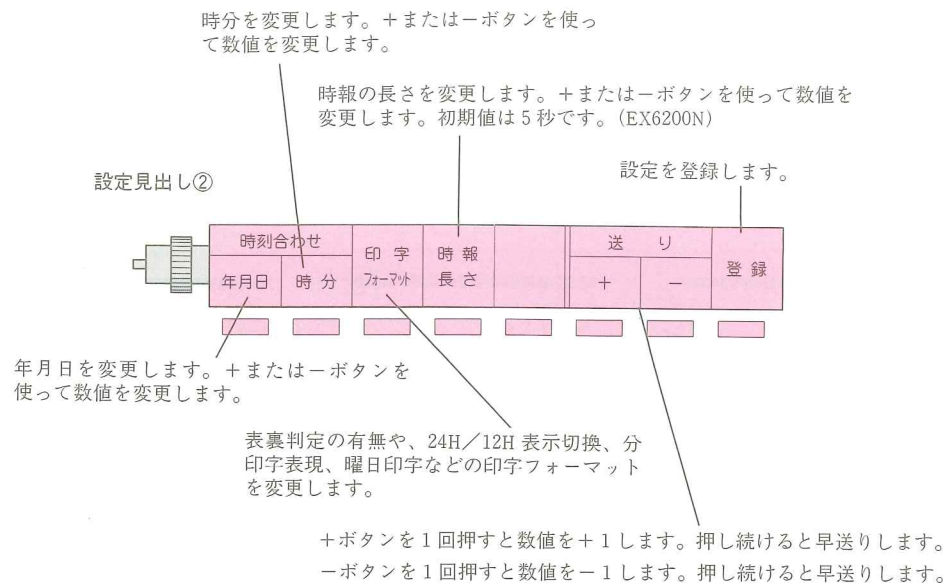 時分を変更します。＋または－ボタンを使っ
て数値を変更します。
時報の長さを変更します。＋または－ボタンを使って数値を
変更します。初期値は５秒です。(EX6200N)
設定を登録します。
設定見出し②
時刻合わせ
年月日
時 分
印 字
フォーマット
時 報
長 さ
送 り
＋
－
登 録
年月日を変更します。＋または－ボタンを
使って数値を変更します。
表裏判定の有無や、24H／12H 表示切換、分
印字表現、曜日印字などの印字フォーマット
を変更します。
＋ボタンを１回押すと数値を＋１します。押し続けると早送りします。
－ボタンを１回押すと数値を－１します。押し続けると早送りします。